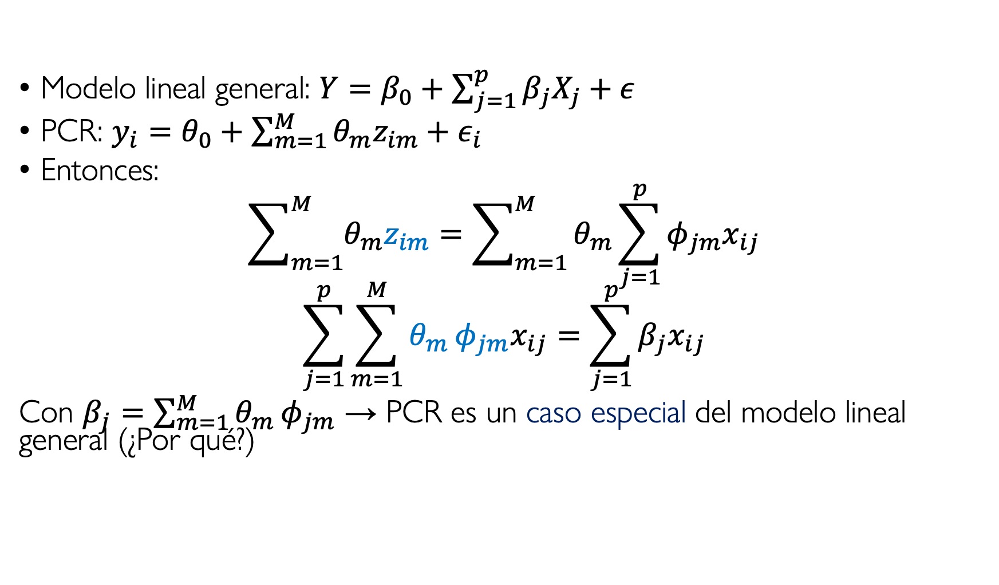 • Modelo lineal general: $Y = \beta_0 + \sum_{j=1}^{p} \beta_j X_j + \epsilon$
• PCR: $y_i = \theta_0 + \sum_{m=1}^{M} \theta_m z_{im} + \epsilon_i$
• Entonces:
$\sum_{m=1}^{M} \theta_m z_{im} = \sum_{m=1}^{M} \theta_m \sum_{j=1}^{p} \phi_{jm} x_{ij}$
$\sum_{j=1}^{p} \sum_{m=1}^{M} \theta_m \phi_{jm} x_{ij} = \sum_{j=1}^{p} \beta_j x_{ij}$
Con $\beta_j = \sum_{m=1}^{M} \theta_m \phi_{jm}$ → PCR es un caso especial del modelo lineal
general (¿Por qué?)